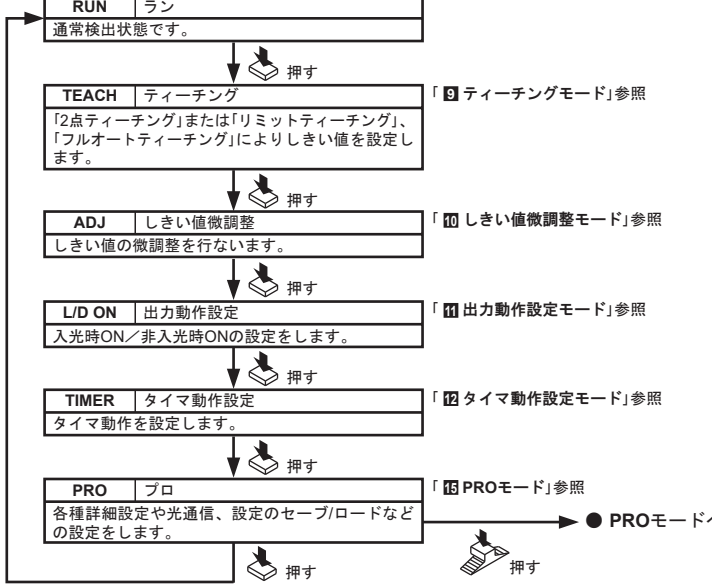 RUN ラン
通常検出状態です。
押す
TEACH ティーチング
「 9 ティーチングモード」参照
「2点ティーチング」または「リミットティーチング」、
「フルオートティーチング」によりしきい値を設定し
ます。
押す
ADJ しきい値微調整
「 10 しきい値微調整モード」参照
しきい値の微調整を行ないます。
押す
L/D ON 出力動作設定
「 11 出力動作設定モード」参照
入光時ON／非入光時ONの設定をします。
押す
TIMER タイマ動作設定
「 12 タイマ動作設定モード」参照
タイマ動作を設定します。
押す
PRO プロ
「 15 PROモード」参照
各種詳細設定や光通信、設定のセーブ/ロードなど
の設定をします。
● PROモードへ
押す
押す